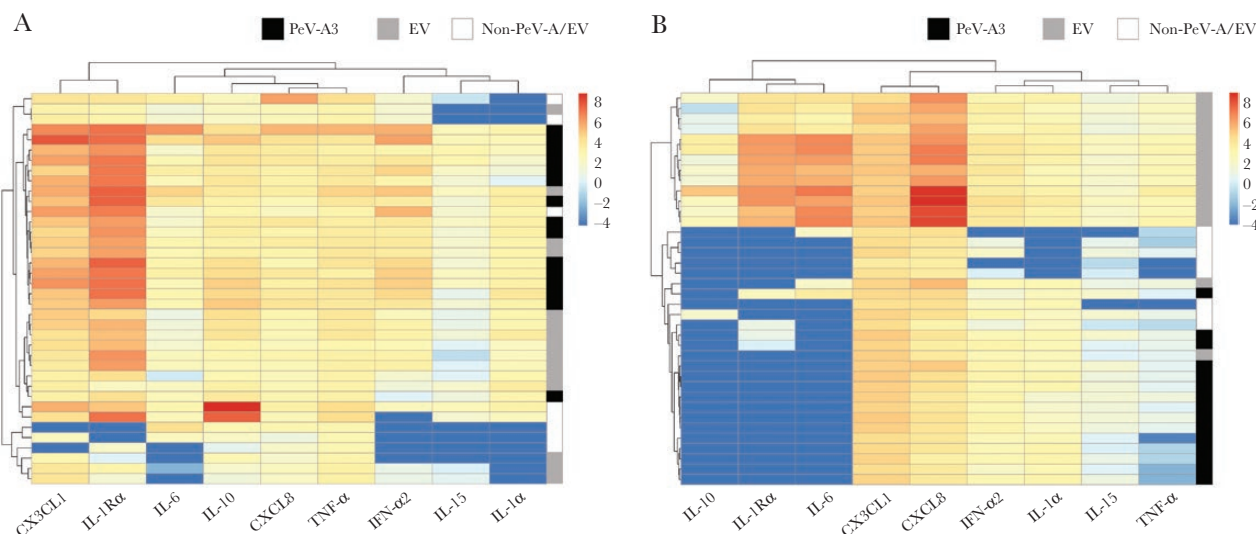 A
PeV-A3 EV Non-PeV-A/EV
8
6
4
2
0
−2
−4
CX3CL1 IL-1Rα IL-6 IL-10 CXCL8 TNF-α IFN-α2 IL-15 IL-1α
B
PeV-A3 EV Non-PeV-A/EV
8
6
4
2
0
−2
−4
IL-10 IL-1Rα IL-6 CX3CL1 CXCL8 IFN-α2 IL-1α IL-15 TNF-α